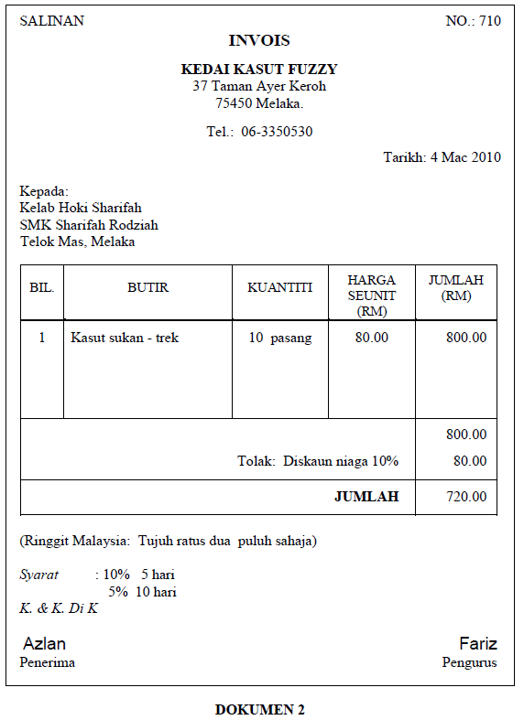 SALINAN NO.: 710
INVOIS
KEDAI KASUT FUZZY
37 Taman Ayer Keroh
75450 Melaka.
Tel.: 06-3350530
Tarikh: 4 Mac 2010
Kepada:
Kelab Hoki Sharifah
SMK Sharifah Rodziah
Telok Mas, Melaka
BIL. BUTIR KUANTITI HARGA SEUNIT (RM) JUMLAH (RM)
1 Kasut sukan - trek 10 pasang 80.00 800.00
800.00
Tolak: Diskaun niaga 10% 80.00
JUMLAH 720.00
(Ringgit Malaysia: Tujuh ratus dua puluh sahaja)
Syarat : 10% 5 hari
5% 10 hari
K. & K. Di K
Azlan Fariz
Penerima Pengurus
DOKUMEN 2